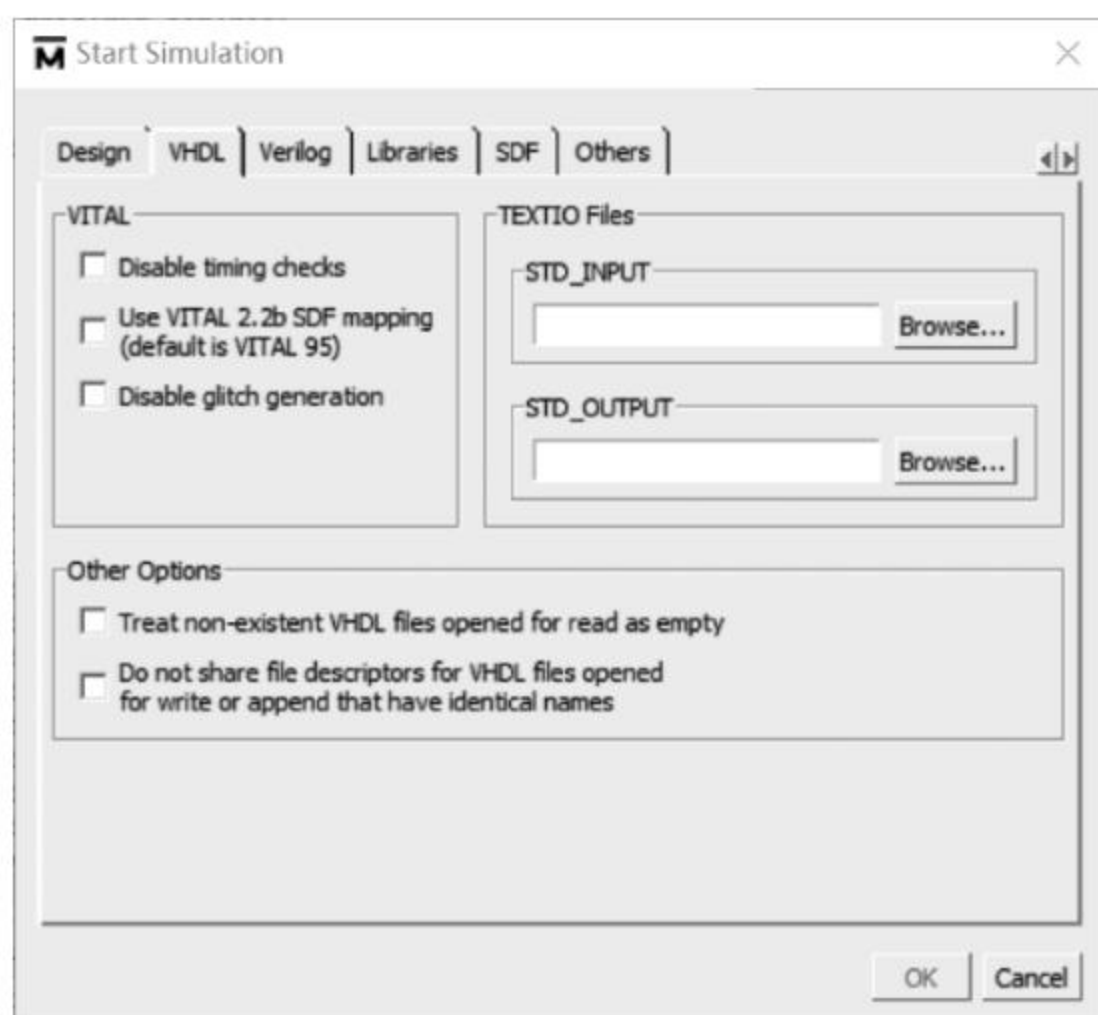 M Start Simulation
Design VHDL Verilog Libraries SDF Others
VITAL
Disable timing checks
Use VITAL 2.2b SDF mapping
(default is VITAL 95)
Disable glitch generation
TEXTIO Files
STD_INPUT
Browse...
STD_OUTPUT
Browse...
Other Options
Treat non-existent VHDL files opened for read as empty
Do not share file descriptors for VHDL files opened
for write or append that have identical names
OK Cancel